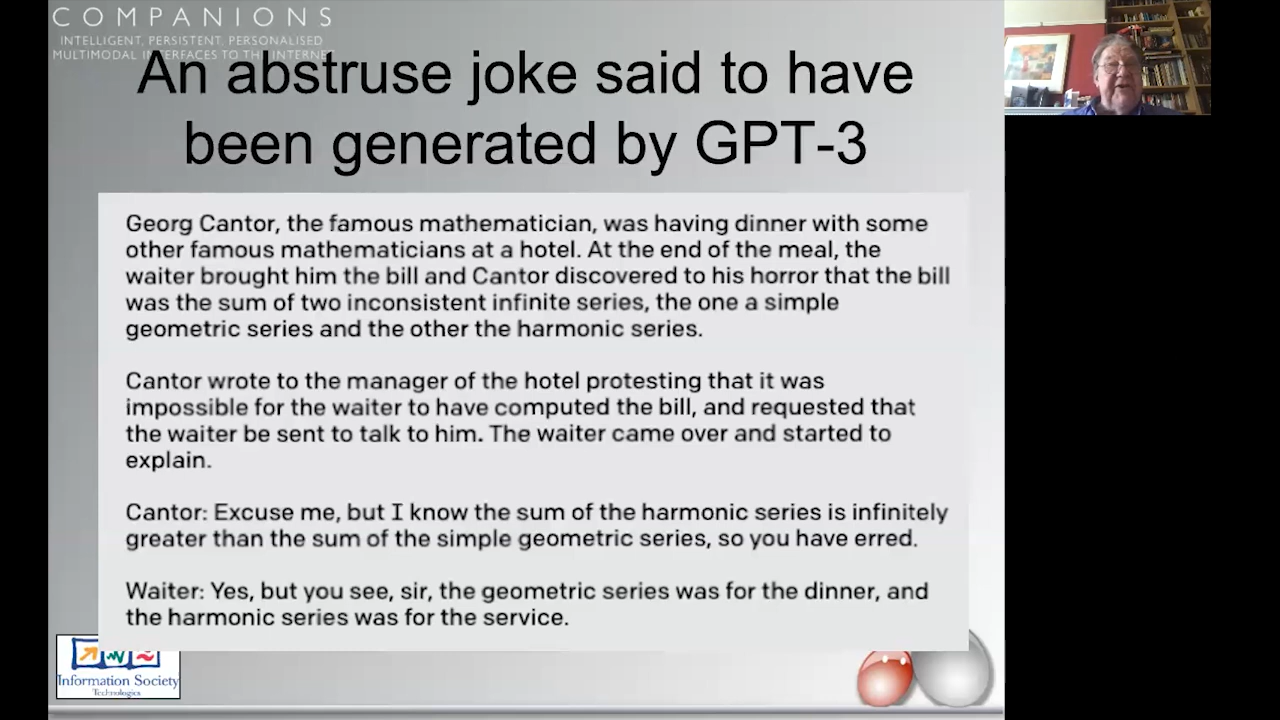 COMPANIONS
INTELLIGENT, PERSISTENT, PERSONALISED
MULTIMODAL INTERFACES TO THE INTERNET
An abstruse joke said to have
been generated by GPT-3
Georg Cantor, the famous mathematician, was having dinner with some
other famous mathematicians at a hotel. At the end of the meal, the
waiter brought him the bill and Cantor discovered to his horror that the bill
was the sum of two inconsistent infinite series, the one a simple
geometric series and the other the harmonic series.
Cantor wrote to the manager of the hotel protesting that it was
impossible for the waiter to have computed the bill, and requested that
the waiter be sent to talk to him. The waiter came over and started to
explain.
Cantor: Excuse me, but I know the sum of the harmonic series is infinitely
greater than the sum of the simple geometric series, so you have erred.
Waiter: Yes, but you see, sir, the geometric series was for the dinner, and
the harmonic series was for the service.
Information Society
Technologies